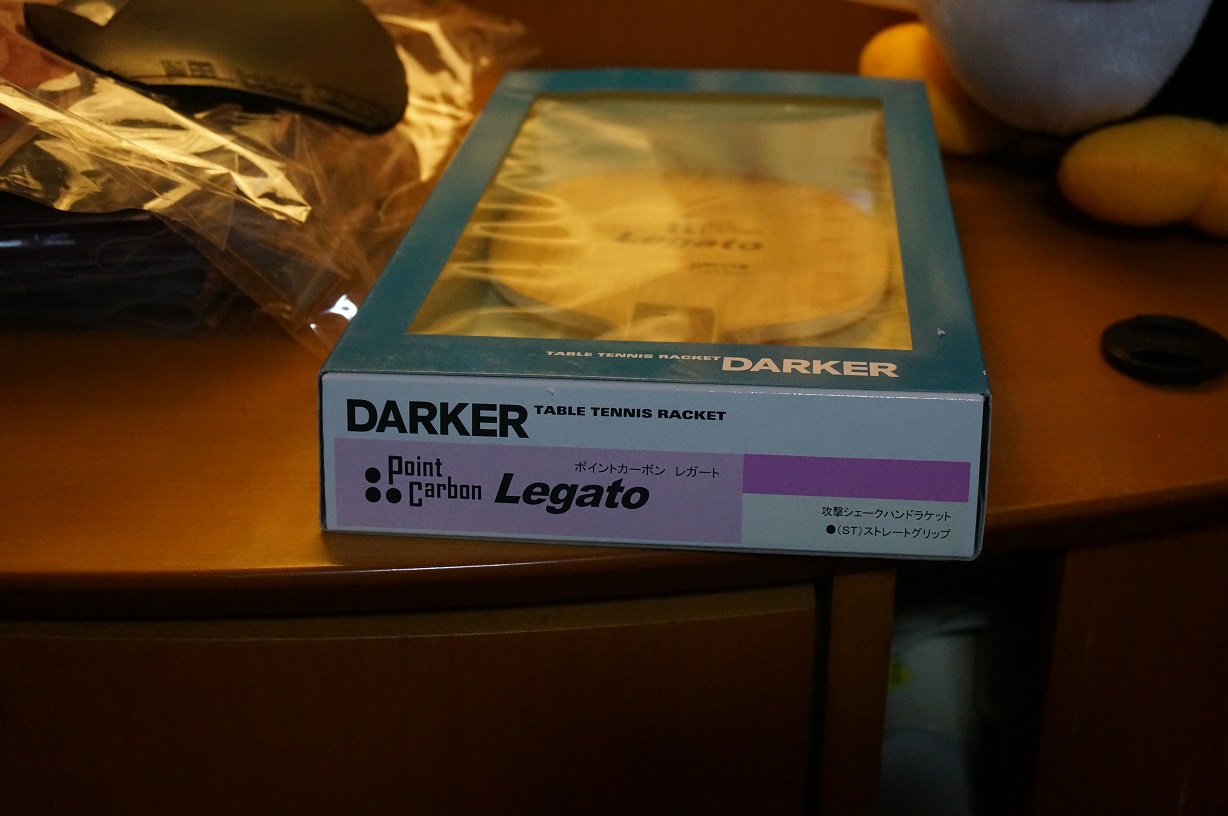 Legato
TABLE TENNIS RACKET DARKER
DARKER TABLE TENNIS RACKET
Point
Carbon
Legato
ポイントカーボン レガート
攻撃シェークハンドラケット
●(ST)ストレートグリップ